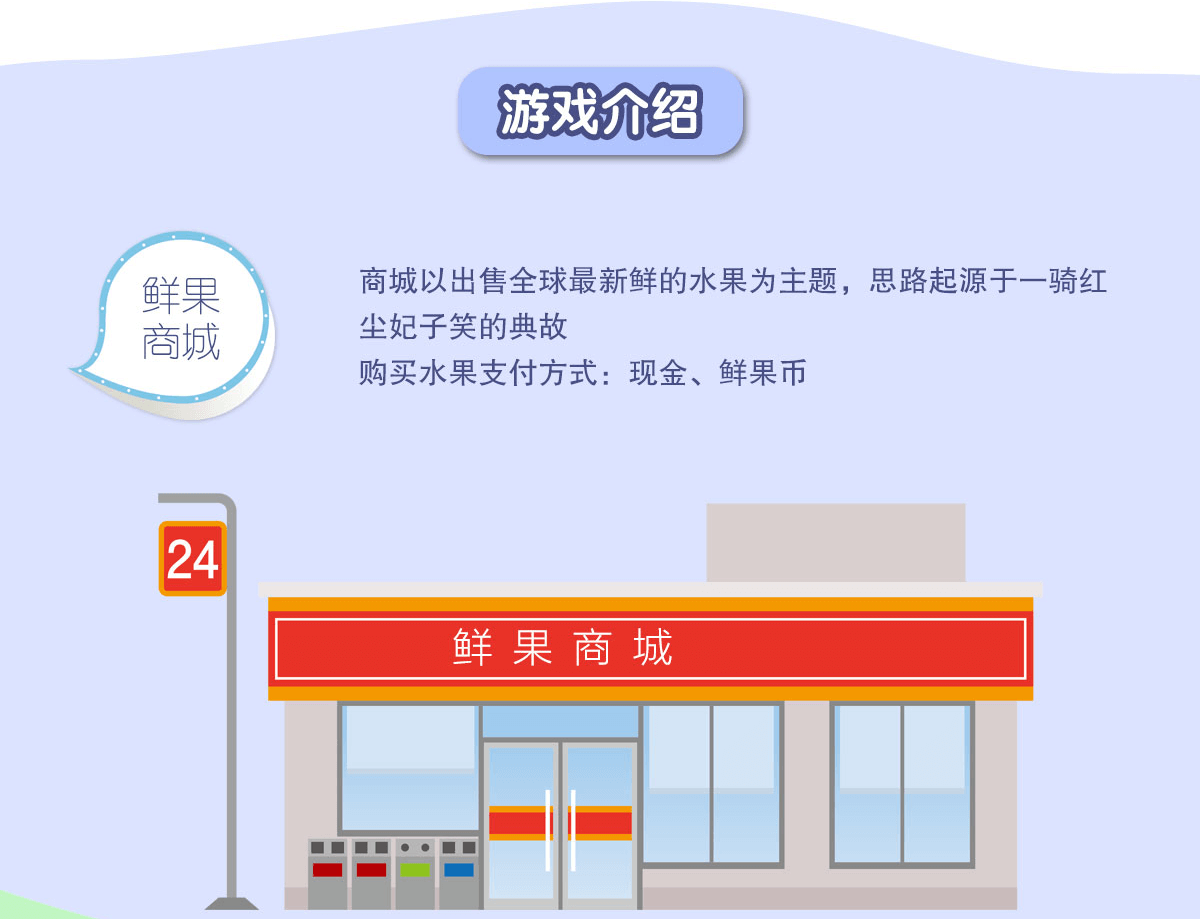 游戏介绍
鲜果
商城
商城以出售全球最新鲜的水果为主题，思路起源于一骑红
尘妃子笑的典故
购买水果支付方式：现金、鲜果币
24
鲜果商城